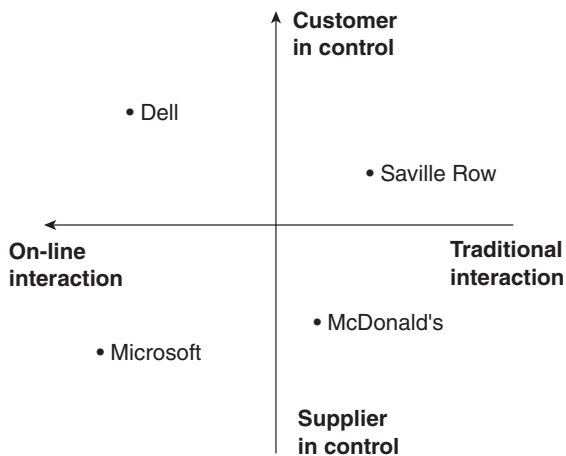 Customer
in control
• Dell
• Saville Row
On-line
interaction
Traditional
interaction
• McDonald's
• Microsoft
Supplier
in control